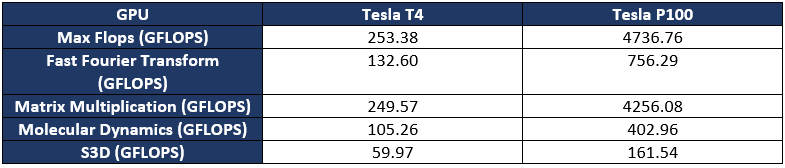 GPU Tesla T4 Tesla P100
Max Flops (GFLOPS) 253.38 4736.76
Fast Fourier Transform 132.60 756.29
(GFLOPS)
Matrix Multiplication (GFLOPS) 249.57 4256.08
Molecular Dynamics (GFLOPS) 105.26 402.96
S3D (GFLOPS) 59.97 161.54